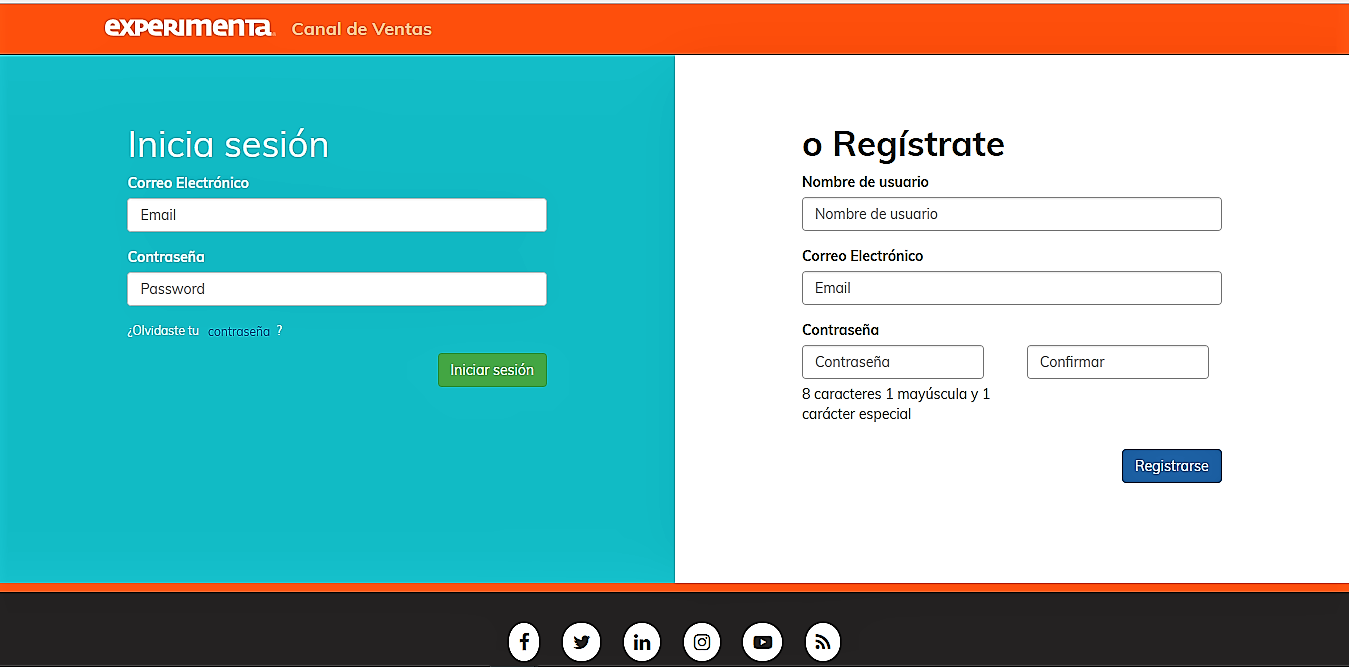 experimenta
Canal de Ventas
Inicia sesión
Correo Electrónico
Email
Contraseña
Password
¿Olvidaste tu contraseña ?
Iniciar sesión
o Regístrate
Nombre de usuario
Nombre de usuario
Correo Electrónico
Email
Contraseña
Contraseña Confirmar
8 caracteres 1 mayúscula y 1
carácter especial
Registrarse